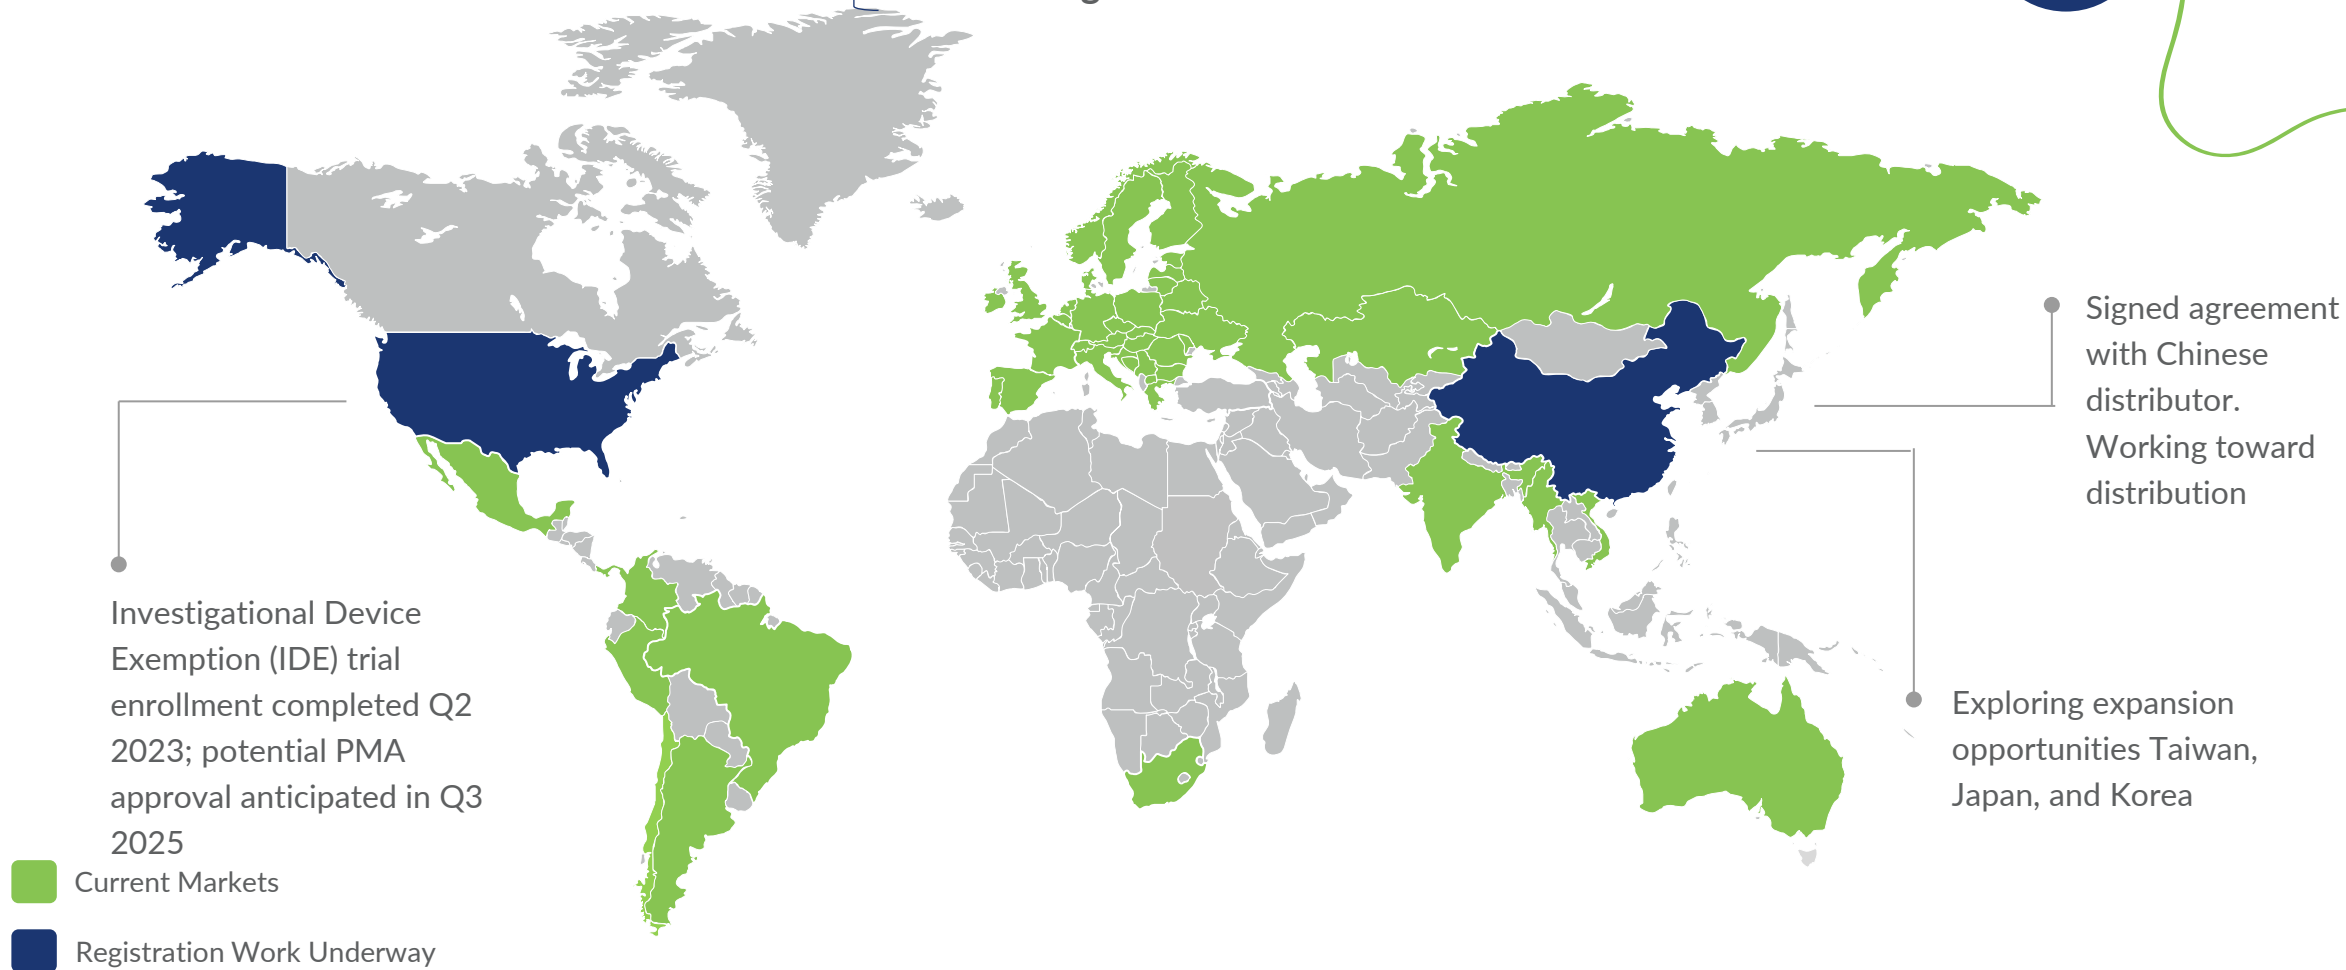 Signed agreement
with Chinese
distributor.
Working toward
distribution
Investigational Device
Exemption (IDE) trial
enrollment completed Q2
2023; potential PMA
approval anticipated in Q3
2025
Exploring expansion
opportunities Taiwan,
Japan, and Korea
Current Markets
Registration Work Underway